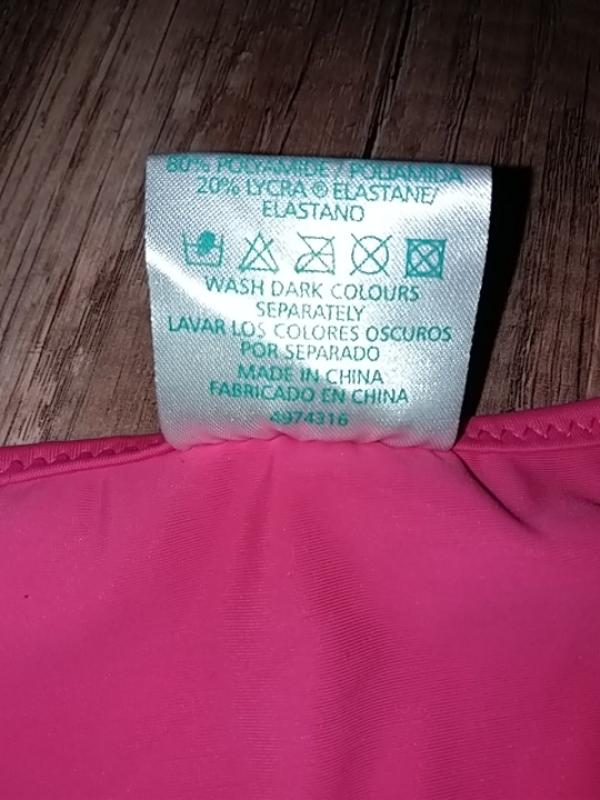 80% POLYAMIDE / POLIAMIDA
20% LYCRA ® ELASTANE/
ELASTANO
WASH DARK COLOURS
SEPARATELY
LAVAR LOS COLORES OSCUROS
POR SEPARADO
MADE IN CHINA
FABRICADO EN CHINA
4974316